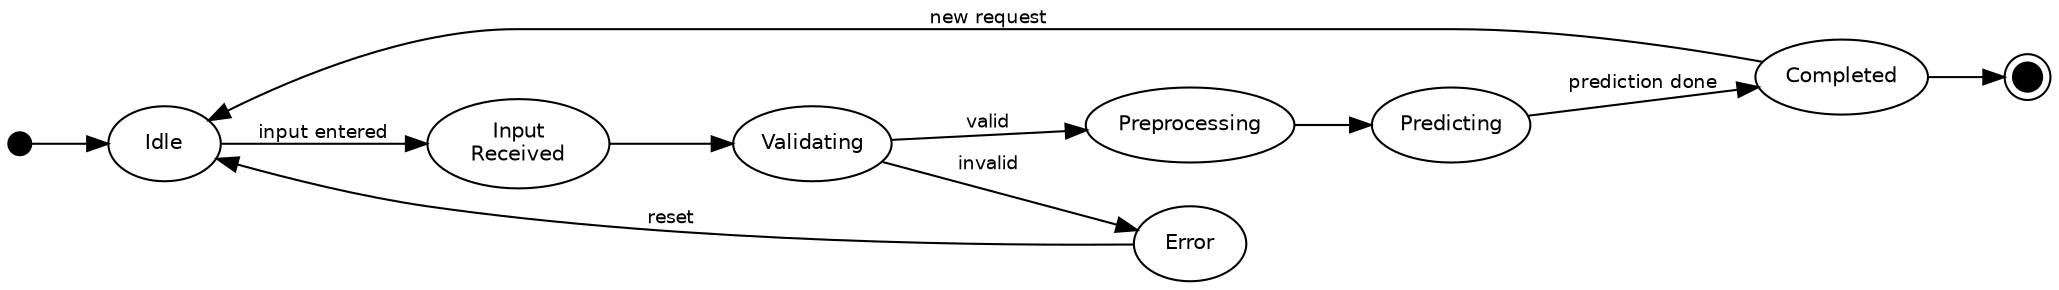 new request
Idle
input entered
Input
Received
Validating
valid
invalid
Preprocessing
Predicting
prediction done
Completed
reset
Error